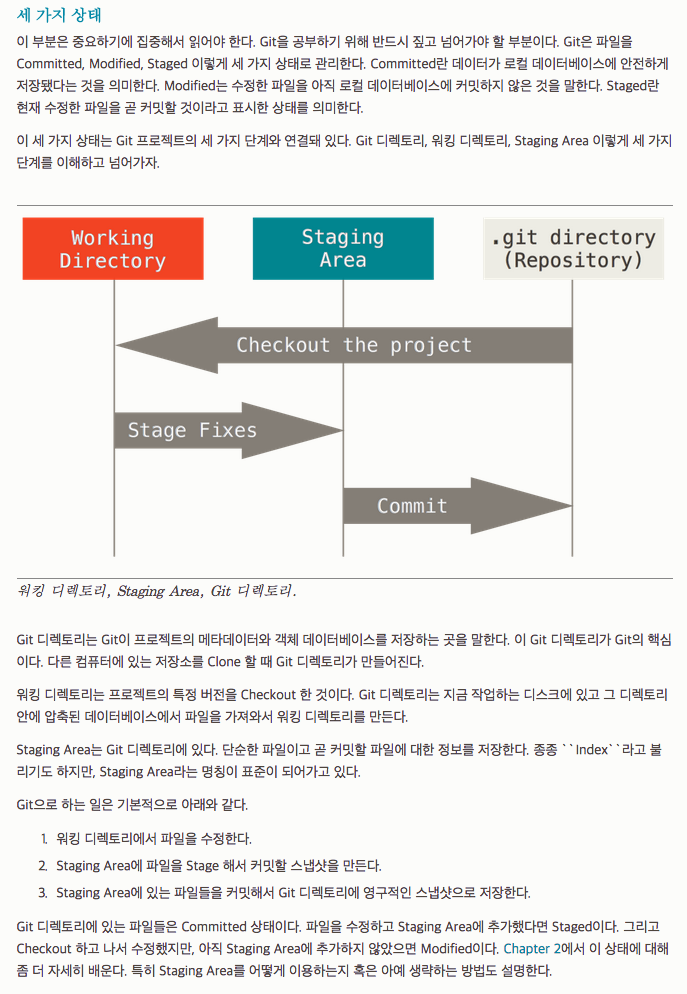 세 가지 상태
이 부분은 중요하기에 집중해서 읽어야 한다. Git을 공부하기 위해 반드시 짚고 넘어가야 할 부분이다. Git은 파일을
Committed, Modified, Staged 이렇게 세 가지 상태로 관리한다. Committed란 데이터가 로컬 데이터베이스에 안전하게
저장됐다는 것을 의미한다. Modified는 수정한 파일을 아직 로컬 데이터베이스에 커밋하지 않은 것을 말한다. Staged란
현재 수정한 파일을 곧 커밋할 것이라고 표시한 상태를 의미한다.
이 세 가지 상태는 Git 프로젝트의 세 가지 단계와 연결돼 있다. Git 디렉토리, 워킹 디렉토리, Staging Area 이렇게 세 가지
단계를 이해하고 넘어가자.
Working
Directory
Staging
Area
.git directory
(Repository)
Checkout the project
Stage Fixes
Commit
워킹 디렉토리, Staging Area, Git 디렉토리.
Git 디렉토리는 Git이 프로젝트의 메타데이터와 객체 데이터베이스를 저장하는 곳을 말한다. 이 Git 디렉토리가 Git의 핵심
이다. 다른 컴퓨터에 있는 저장소를 Clone 할 때 Git 디렉토리가 만들어진다.
워킹 디렉토리는 프로젝트의 특정 버전을 Checkout 한 것이다. Git 디렉토리는 지금 작업하는 디스크에 있고 그 디렉토리
안에 압축된 데이터베이스에서 파일을 가져와서 워킹 디렉토리를 만든다.
Staging Area는 Git 디렉토리에 있다. 단순한 파일이고 곧 커밋할 파일에 대한 정보를 저장한다. 종종 ``Index``라고 불
리기도 하지만, Staging Area라는 명칭이 표준이 되어가고 있다.
Git으로 하는 일은 기본적으로 아래와 같다.
1. 워킹 디렉토리에서 파일을 수정한다.
2. Staging Area에 파일을 Stage 해서 커밋할 스냅샷을 만든다.
3. Staging Area에 있는 파일들을 커밋해서 Git 디렉토리에 영구적인 스냅샷으로 저장한다.
Git 디렉토리에 있는 파일들은 Committed 상태이다. 파일을 수정하고 Staging Area에 추가했다면 Staged이다. 그리고
Checkout 하고 나서 수정했지만, 아직 Staging Area에 추가하지 않았으면 Modified이다. Chapter 2에서 이 상태에 대해
좀 더 자세히 배운다. 특히 Staging Area를 어떻게 이용하는지 혹은 아예 생략하는 방법도 설명한다.